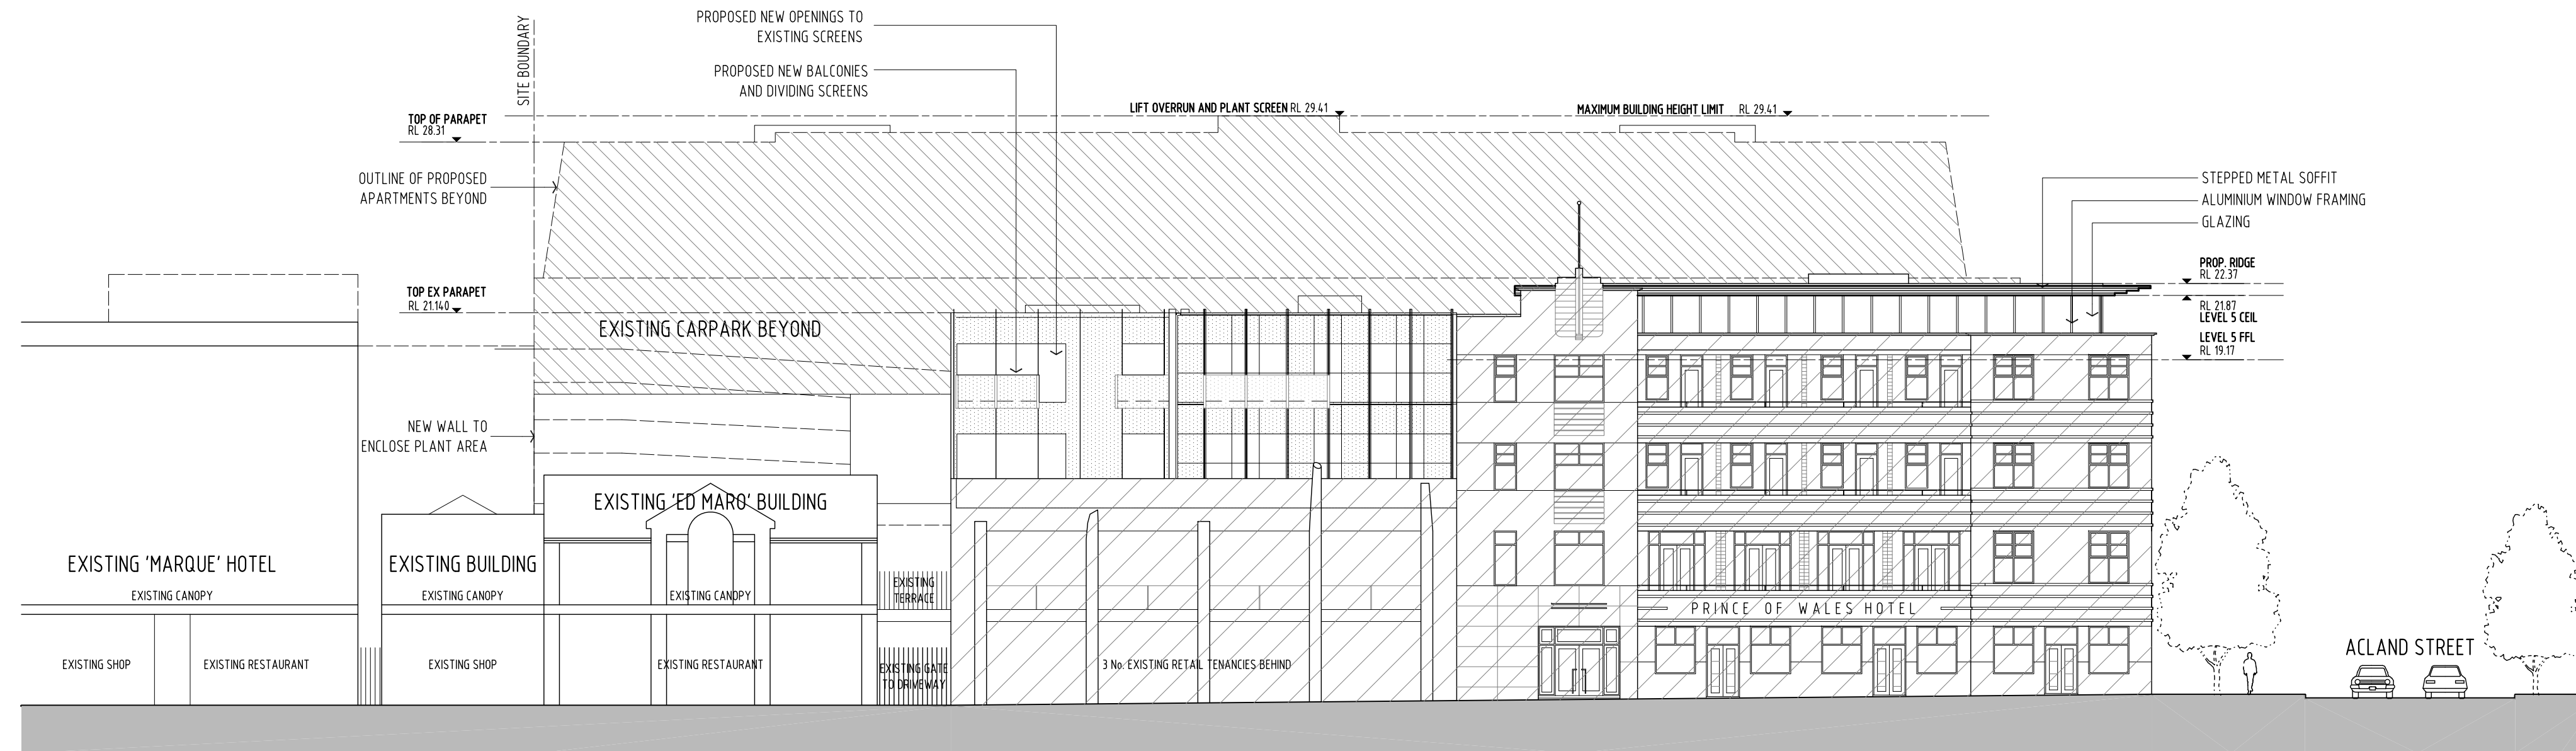 SITE BOUNDARY
PROPOSED NEW OPENINGS TO
EXISTING SCREENS
PROPOSED NEW BALCONIES
AND DIVIDING SCREENS
TOP OF PARAPET
RL 28.31
LIFT OVERRUN AND PLANT SCREEN RL 29.41
MAXIMUM BUILDING HEIGHT LIMIT RL 29.41
OUTLINE OF PROPOSED
APARTMENTS BEYOND
STEPPED METAL SOFFIT
ALUMINIUM WINDOW FRAMING
GLAZING
TOP EX PARAPET
RL 21.140
EXISTING CARPARK BEYOND
PROP. RIDGE
RL 22.37
RL 21.87
LEVEL 5 CEIL
LEVEL 5 FFL
RL 19.17
NEW WALL TO
ENCLOSE PLANT AREA
EXISTING 'ED MARO' BUILDING
EXISTING 'MARQUE' HOTEL
EXISTING BUILDING
EXISTING CANOPY
EXISTING CANOPY
EXISTING CANOPY
EXISTING
TERRACE
PRINCE OF WALES HOTEL
EXISTING SHOP
EXISTING RESTAURANT
EXISTING SHOP
EXISTING RESTAURANT
EXISTING GATE
TO DRIVEWAY
3 No. EXISTING RETAIL TENANCIES BEHIND
ACLAND STREET